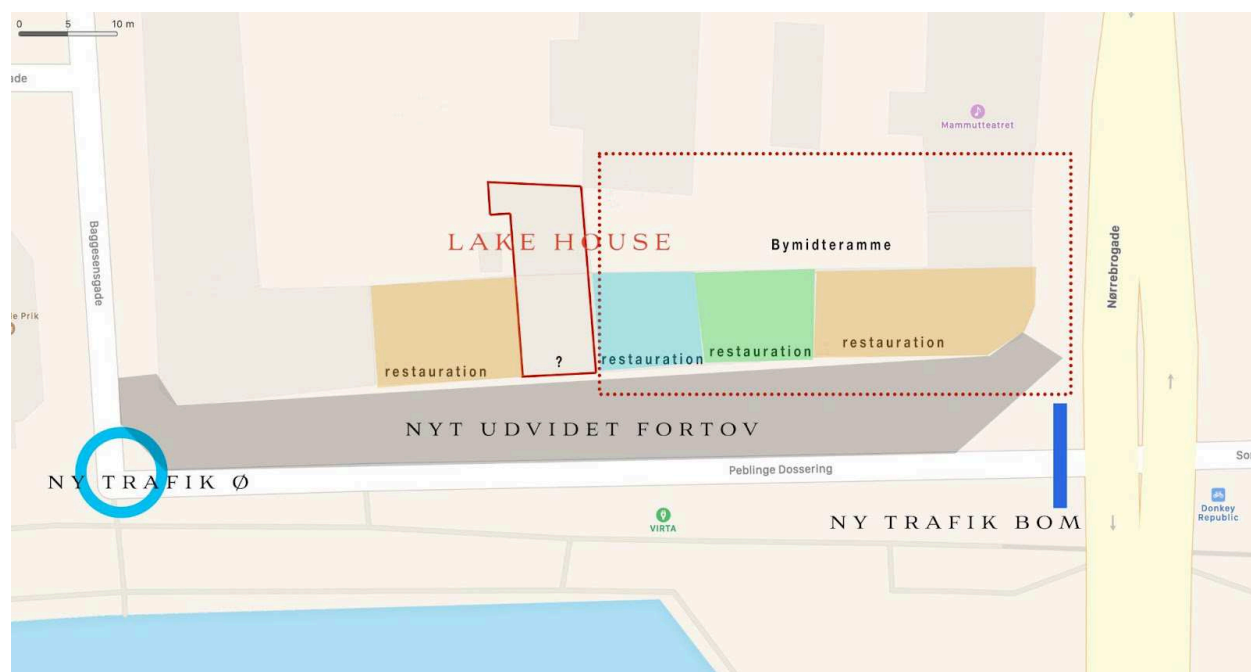 0 5 10 m
ade
Mammutteatret
Baggesensgade
LAKE HOUSE
Bymidteramme
Nørrebrogade
le Prik
restauration
?
restauration
restauration
restauration
NYT UDVIDET FORTOV
Peblinge Dossering
So
NY TRAFIK Ø
VIRTA
NY TRAFIK BOM
Donkey
Republic